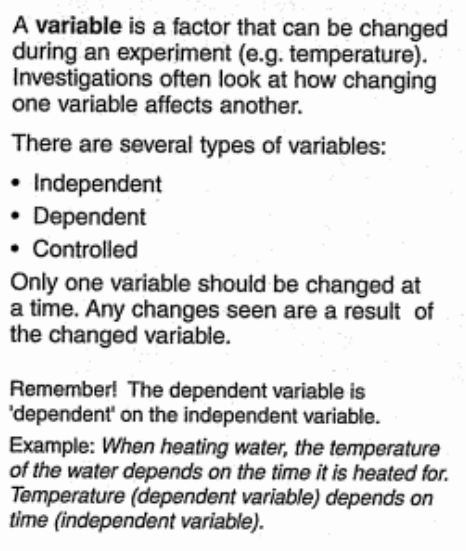 A variable is a factor that can be changed
during an experiment (e.g. temperature).
Investigations often look at how changing
one variable affects another.
There are several types of variables:
• Independent
• Dependent
• Controlled
Only one variable should be changed at
a time. Any changes seen are a result of
the changed variable.
Remember! The dependent variable is
'dependent' on the independent variable.
Example: When heating water, the temperature
of the water depends on the time it is heated for.
Temperature (dependent variable) depends on
time (independent variable).